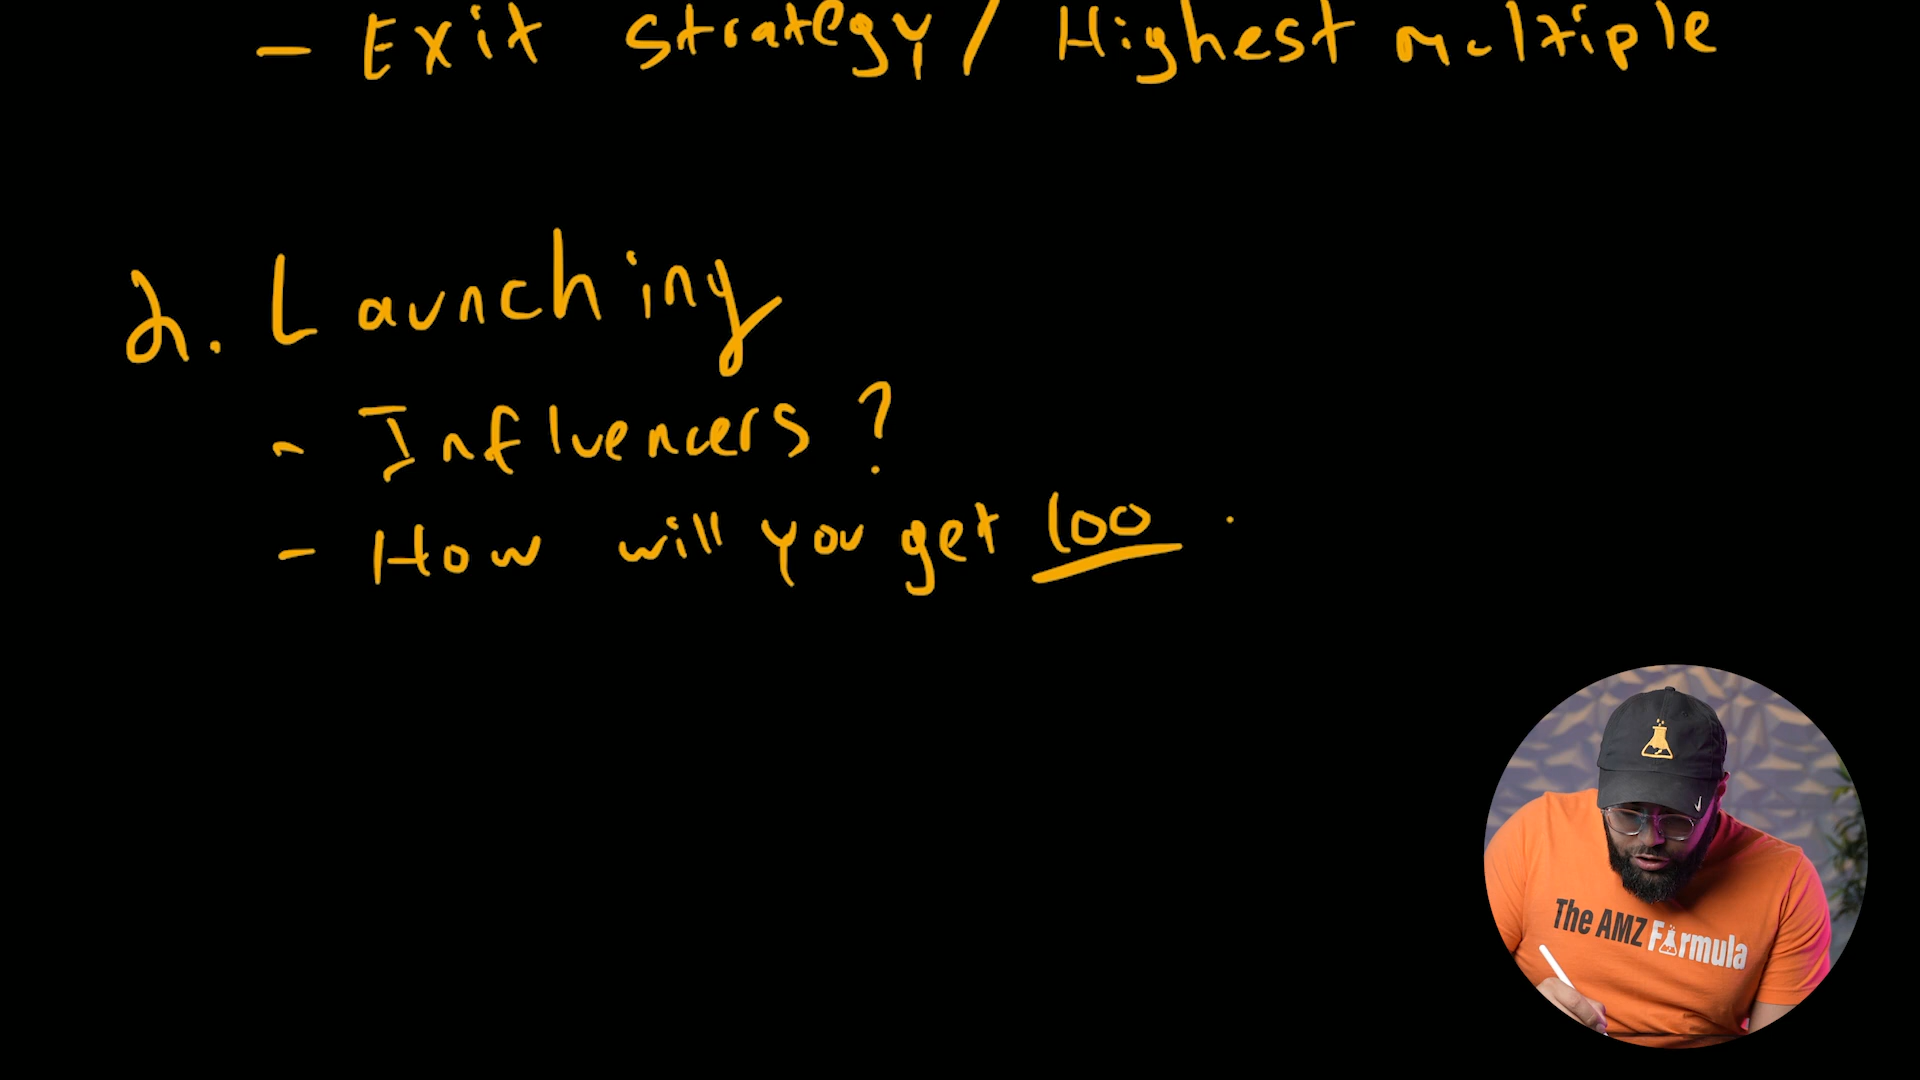 - Exit strategy / Highest multiple
2. Launching
- Influencers ?
- How will you get 100
The AMZ Formula